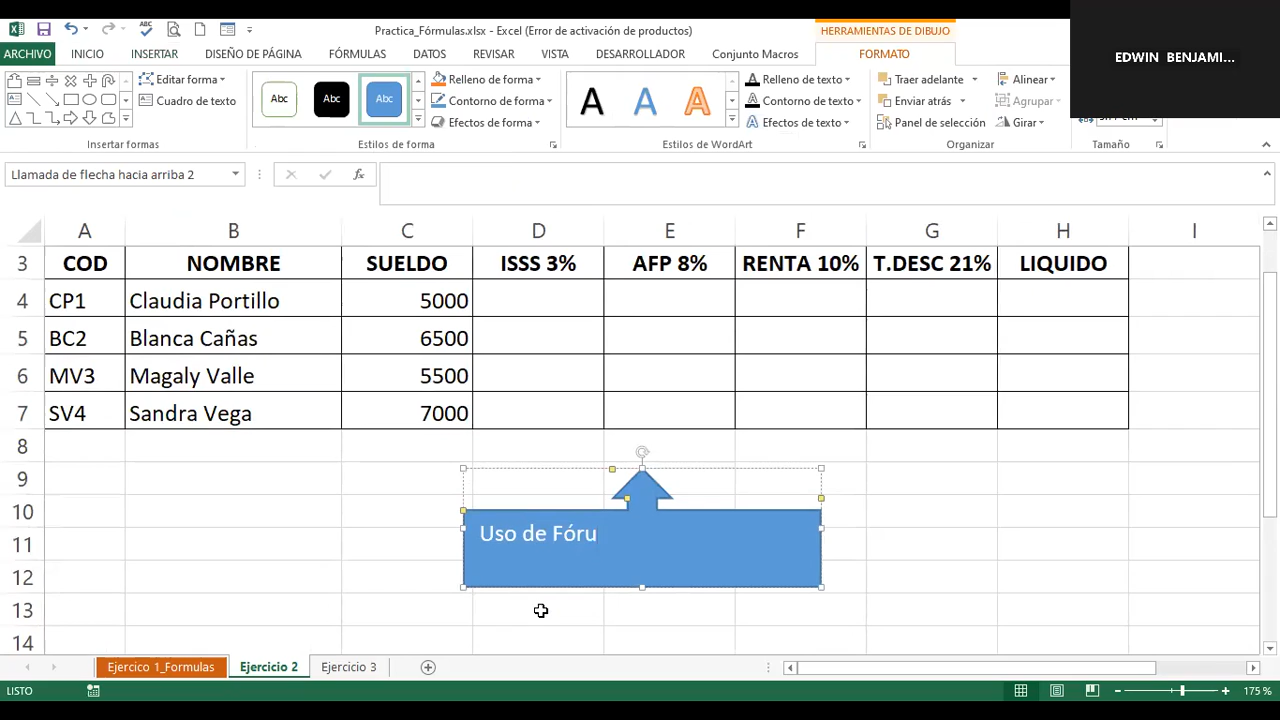 Practica_Fórmulas.xlsx - Excel (Error de activación de productos)
HERRAMIENTAS DE DIBUJO
EDWIN BENJAMI...
ARCHIVO INICIO INSERTAR DISEÑO DE PÁGINA FÓRMULAS DATOS REVISAR VISTA DESARROLLADOR Conjunto Macros FORMATO
Editar forma
Cuadro de texto
Insertar formas
Abc Abc Abc
Relleno de forma
Contorno de forma
Efectos de forma
Estilos de forma
A A A
Relleno de texto
Contorno de texto
Efectos de texto
Estilos de WordArt
Traer adelante
Enviar atrás
Panel de selección
Alinear
Agrupar
Girar
Organizar
Tamaño
Llamada de flecha hacia arriba 2
fx
A B C D E F G H I
3 COD NOMBRE SUELDO ISSS 3% AFP 8% RENTA 10% T.DESC 21% LIQUIDO
4 CP1 Claudia Portillo 5000
5 BC2 Blanca Cañas 6500
6 MV3 Magaly Valle 5500
7 SV4 Sandra Vega 7000
8
9
10
11
12
13
14
Uso de Fóru
Ejercico 1_Formulas Ejercicio 2 Ejercicio 3
LISTO
175 %